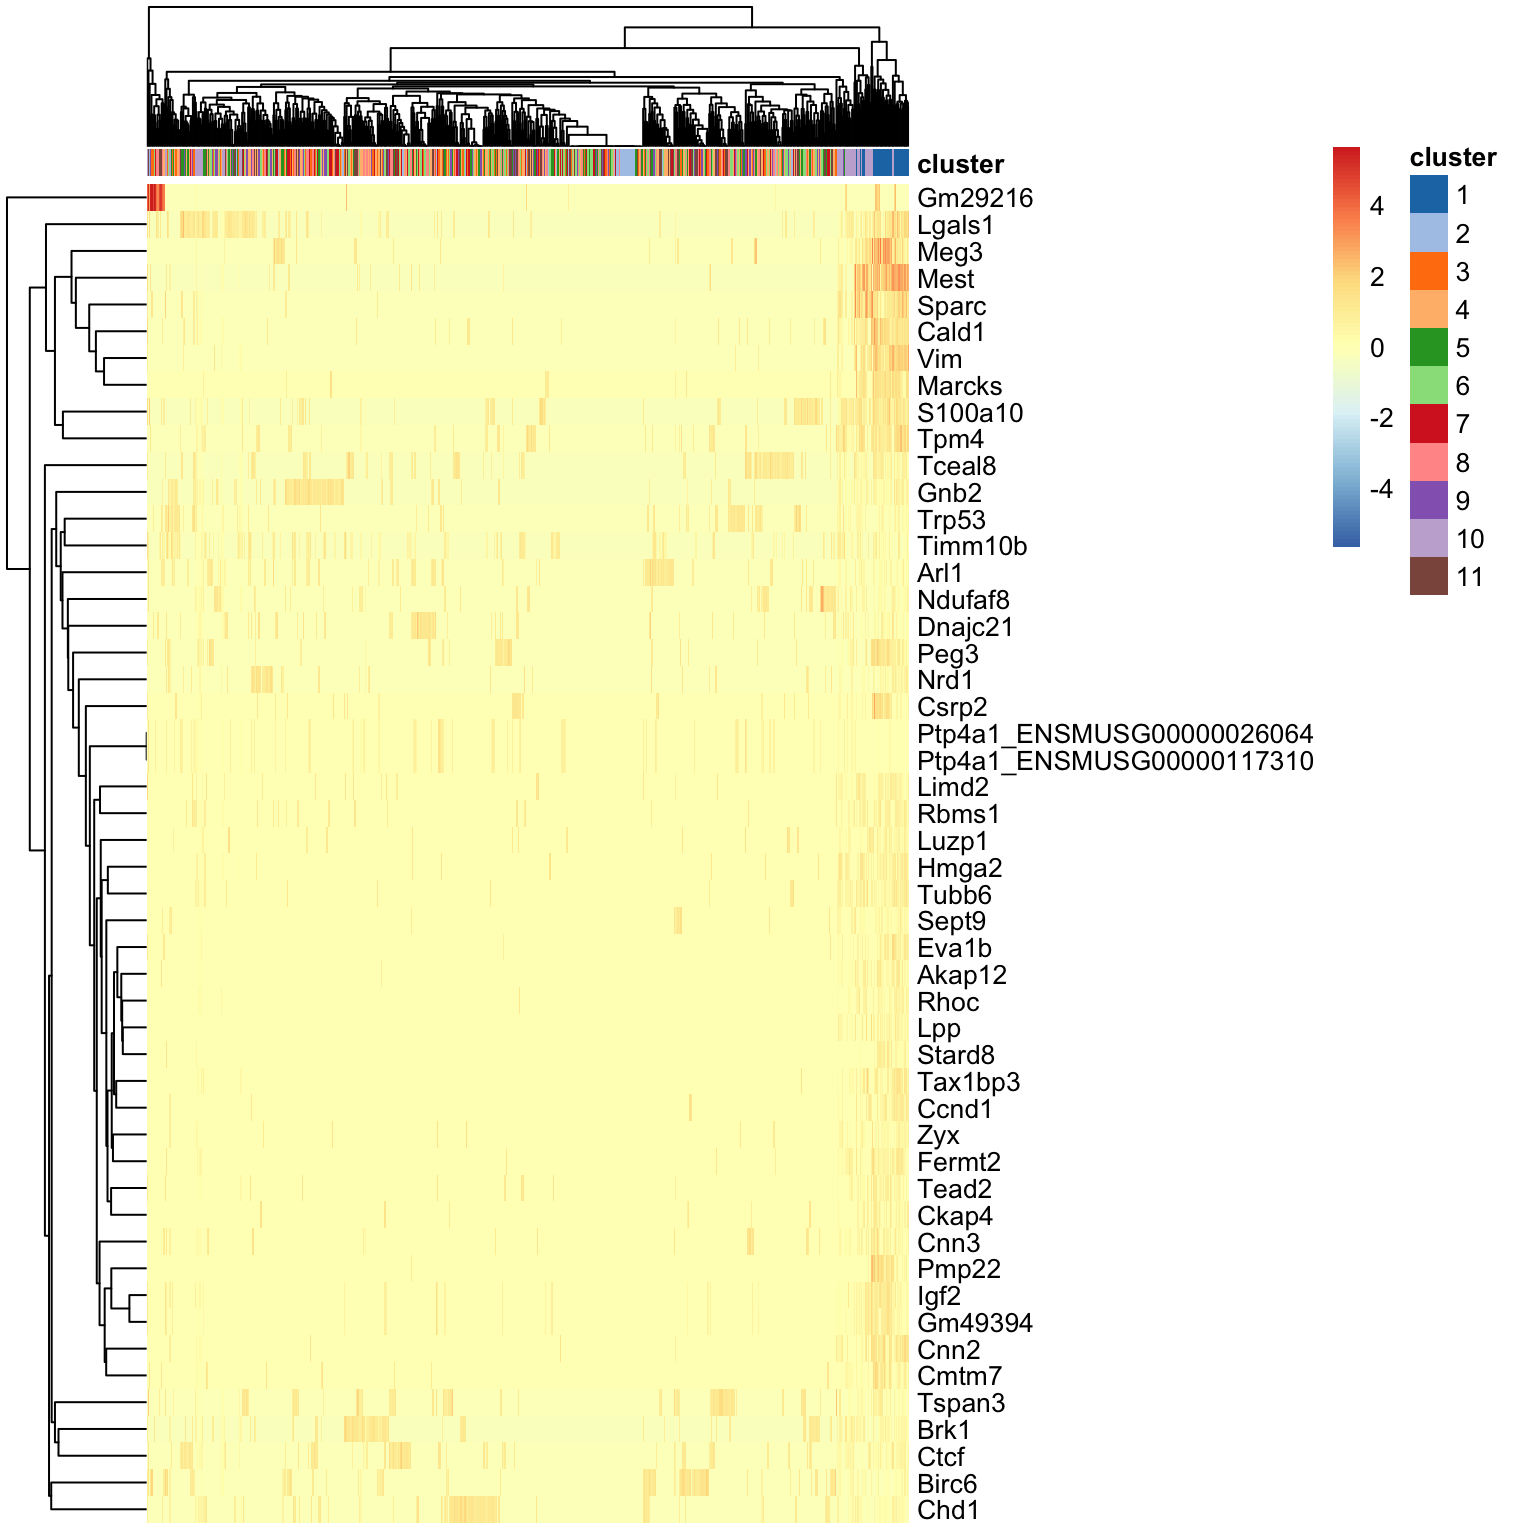 cluster
Gm29216
Lgals1
Meg3
Mest
Sparc
Cald1
Vim
Marcks
S100a10
Tpm4
Tceal8
Gnb2
Trp53
Timm10b
Arl1
Ndufaf8
Dnajc21
Peg3
Nrd1
Csrp2
Ptp4a1_ENSMUSG00000026064
Ptp4a1_ENSMUSG00000117310
Limd2
Rbms1
Luzp1
Hmga2
Tubb6
Sept9
Eva1b
Akap12
Rhoc
Lpp
Stard8
Tax1bp3
Ccnd1
Zyx
Fermt2
Tead2
Ckap4
Cnn3
Pmp22
Igf2
Gm49394
Cnn2
Cmtm7
Tspan3
Brk1
Ctcf
Birc6
Chd1
4
2
0
-2
-4
cluster
1
2
3
4
5
6
7
8
9
10
11